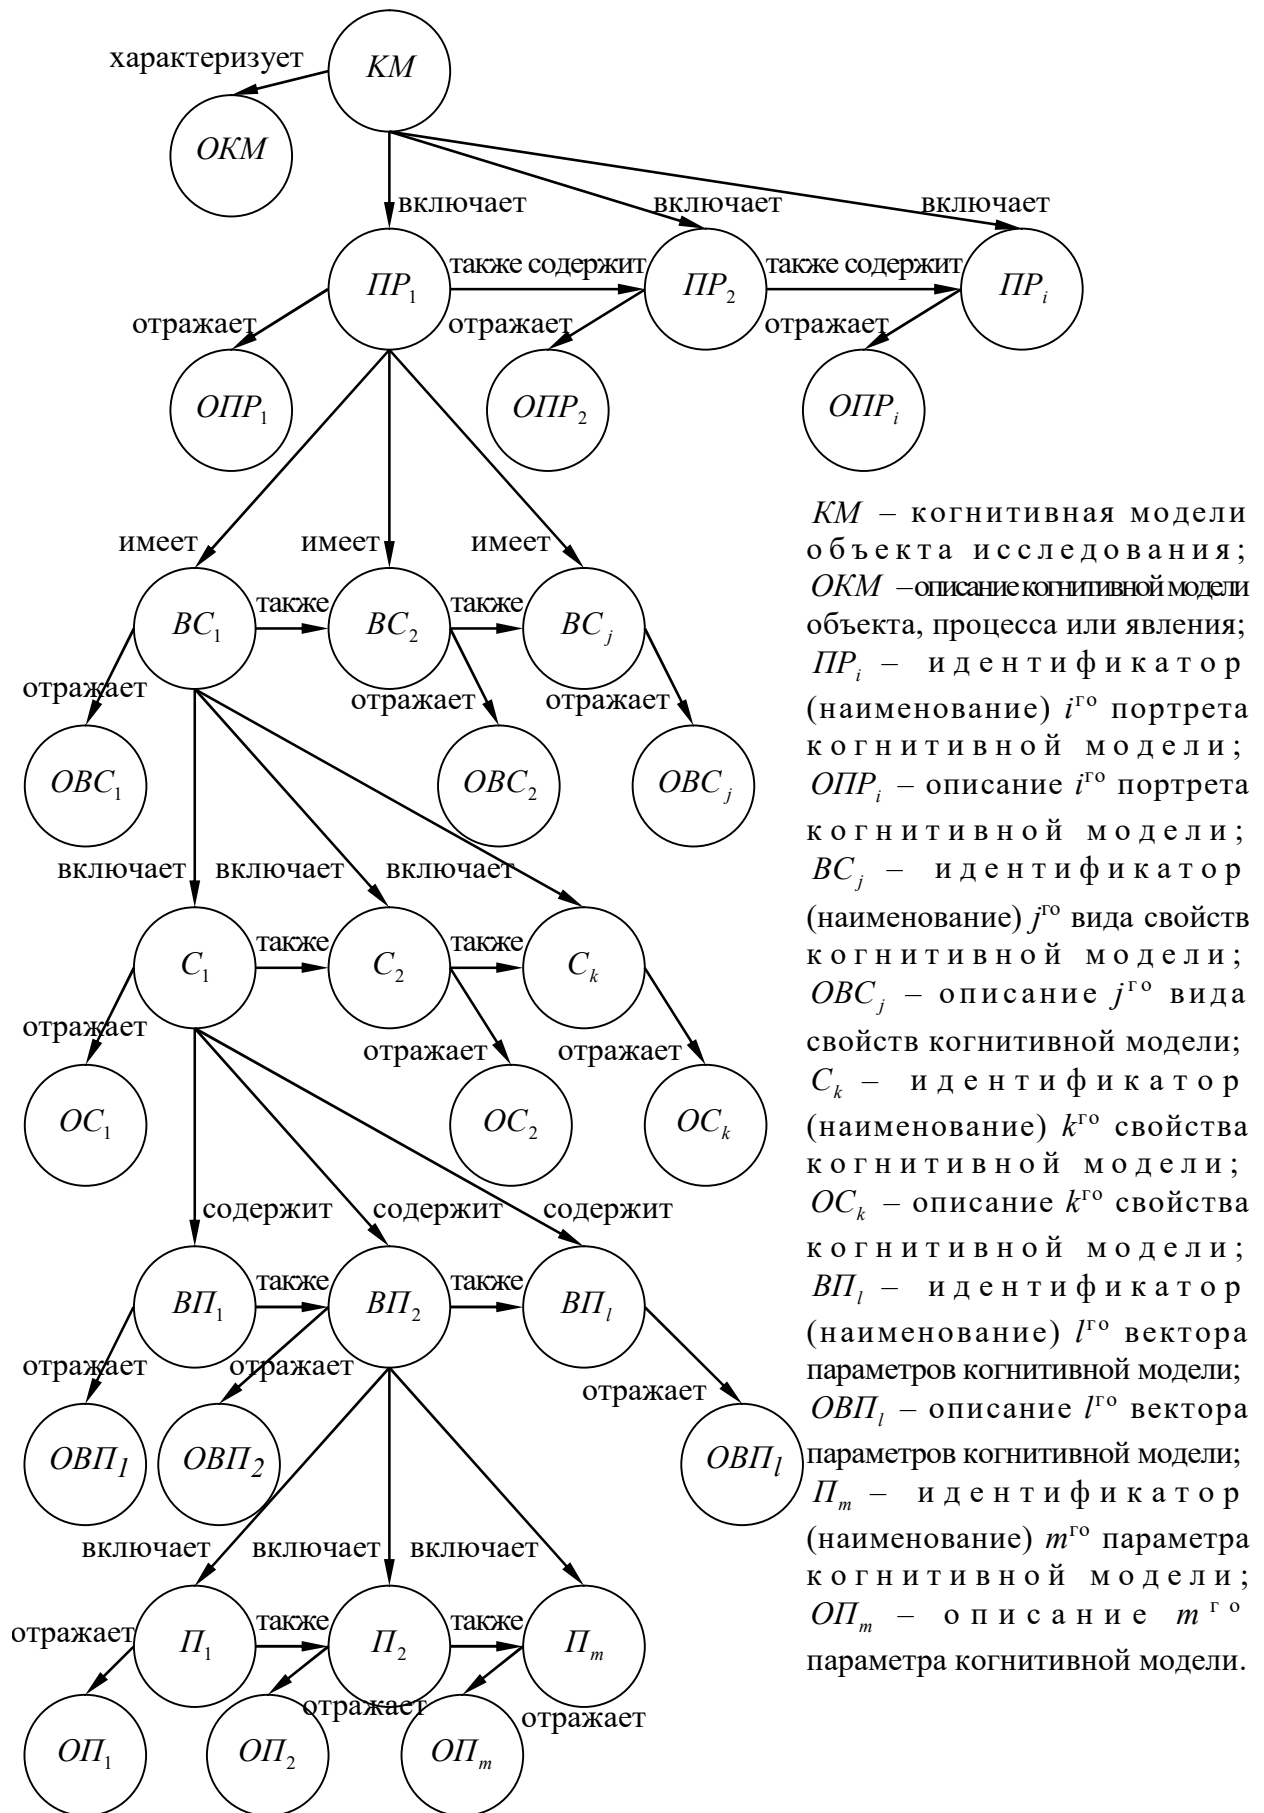 характеризует
КМ
ОКМ
включает включает включает
также содержит также содержит
ПР₁ ПР₂ ПРᵢ
отражает отражает отражает
ОПР₁ ОПР₂ ОПРᵢ
имеет имеет имеет
также также
ВС₁ ВС₂ ВСⱼ
отражает отражает отражает
ОВС₁ ОВС₂ ОВСⱼ
включает включает включает
также также
С₁ С₂ Сₖ
отражает
отражает отражает
ОС₁ ОС₂ ОСₖ
содержит содержит содержит
также также
ВП₁ ВП₂ ВПₗ
отражает отражает
отражает
ОВП₁ ОВП₂ ОВПₗ
включает включает включает
также также
отражает
П₁ П₂ Пₘ
отражает отражает
ОП₁ ОП₂ ОПₘ
КМ – когнитивная модели
объекта исследования;
ОКМ – описание когнитивной модели
объекта, процесса или явления;
ПРᵢ – идентификатор
(наименование) iго портрета
когнитивной модели;
ОПРᵢ – описание iго портрета
когнитивной модели;
ВСⱼ – идентификатор
(наименование) jго вида свойств
когнитивной модели;
ОВСⱼ – описание jго вида
свойств когнитивной модели;
Сₖ – идентификатор
(наименование) kго свойства
когнитивной модели;
ОСₖ – описание kго свойства
когнитивной модели;
ВПₗ – идентификатор
(наименование) lго вектора
параметров когнитивной модели;
ОВПₗ – описание lго вектора
параметров когнитивной модели;
Пₘ – идентификатор
(наименование) mго параметра
когнитивной модели;
ОПₘ – описание mго
параметра когнитивной модели.